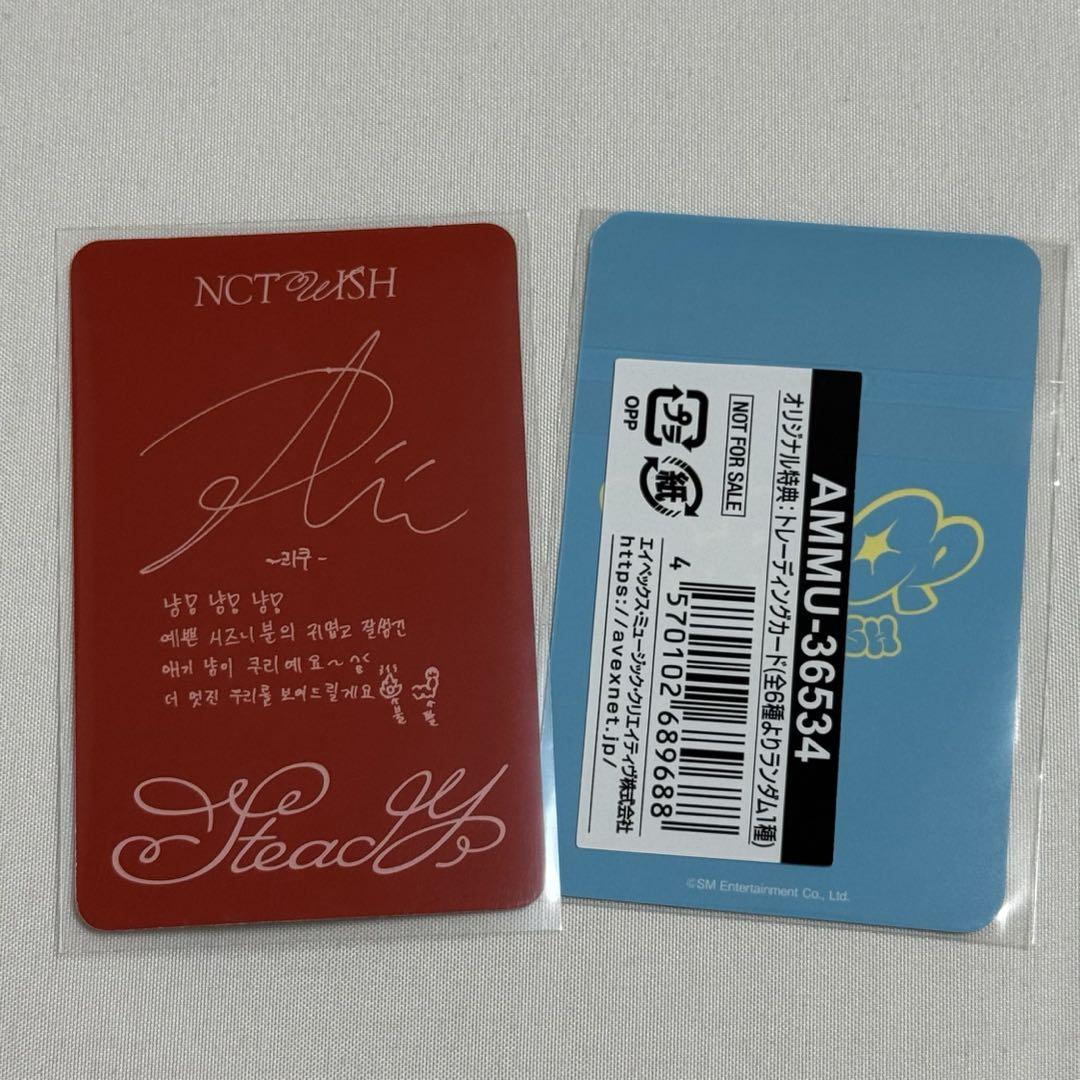 NCT WISH
~리쿠-
냥 냥 냥
예쁜 시즈니분의 귀엽고 잘생긴
애기 냥이 쿠리예요~
더 멋진 우리를 보여드릴게요
Steady
AMMU-36534
オリジナル特典:トレーディングカード(全6種よりランダム1種)
NOT FOR SALE
プラ
OPP
紙
4 570102 689688
エイベックス・ミュージック・クリエイティヴ株式会社
https://avexnet.jp/
©SM Entertainment Co., Ltd.